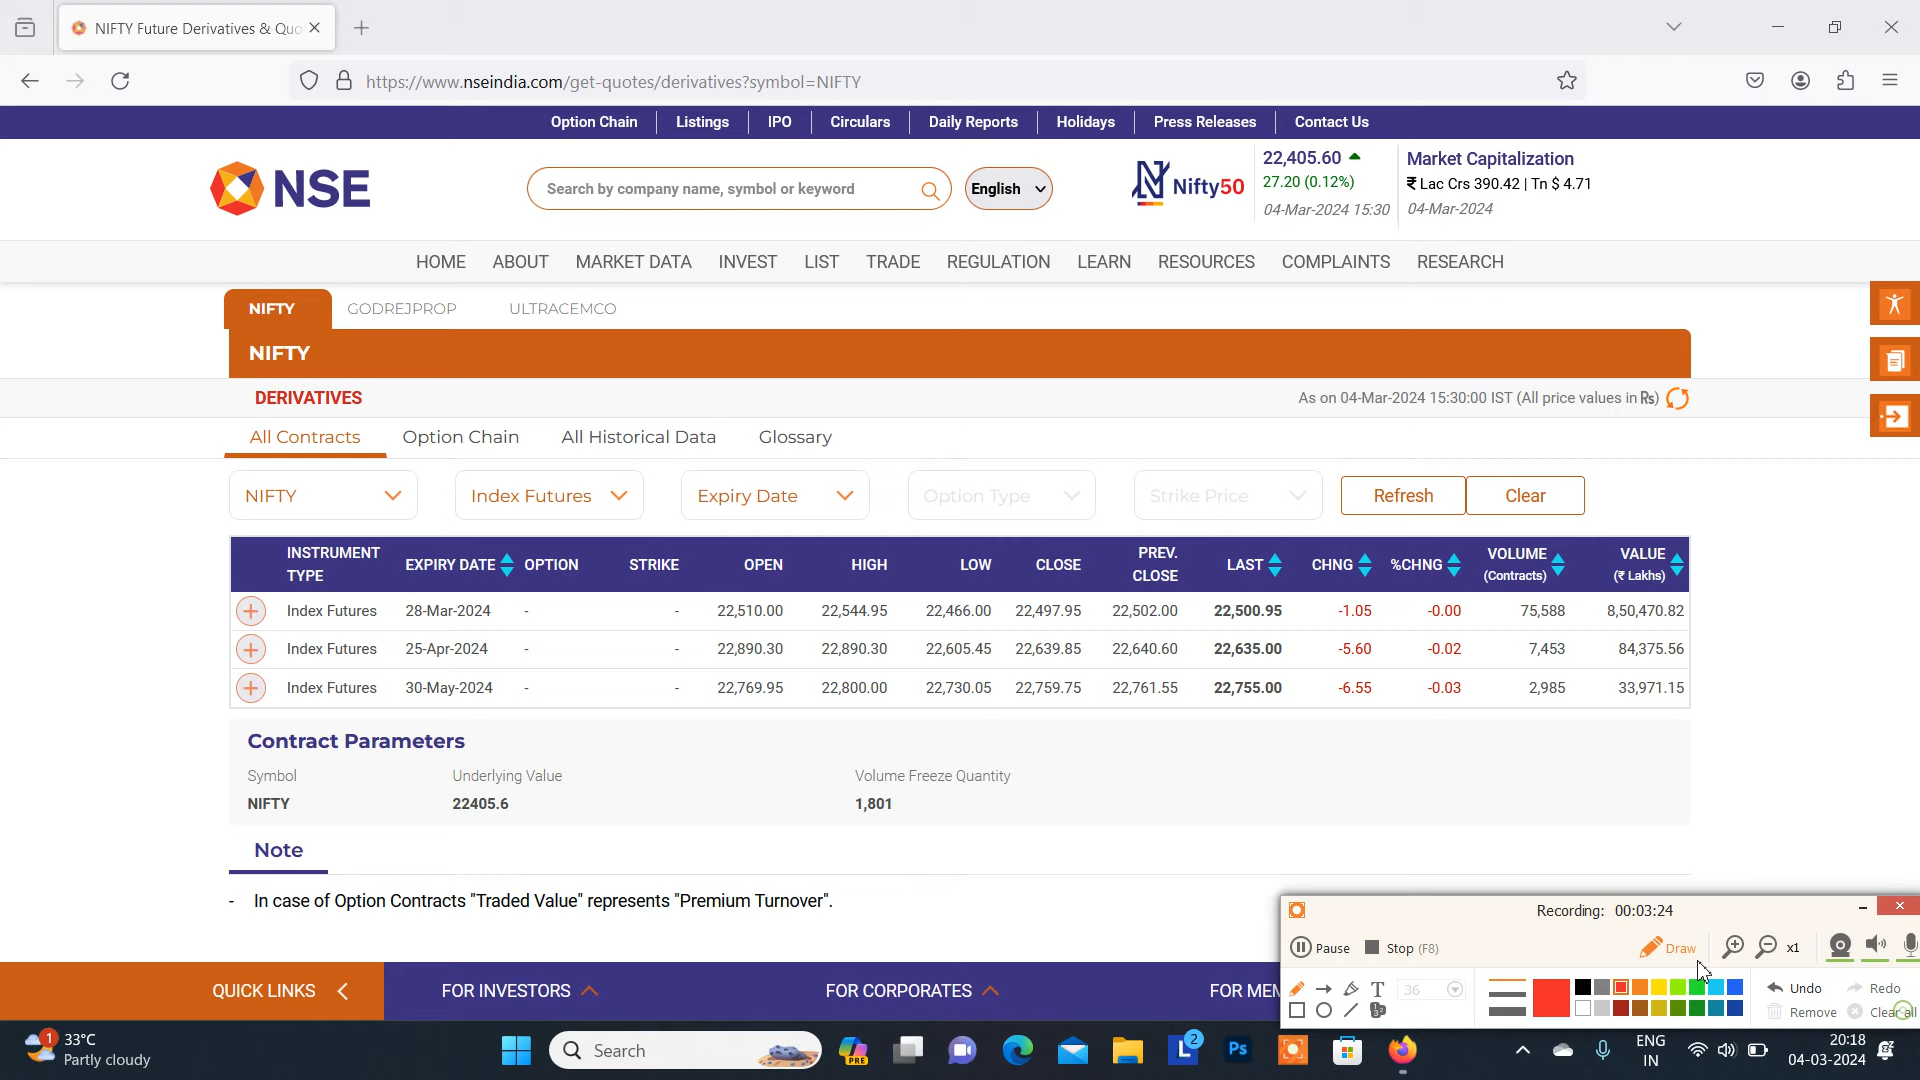 NIFTY Future Derivatives & Quo
https://www.nseindia.com/get-quotes/derivatives?symbol=NIFTY
Option Chain Listings IPO Circulars Daily Reports Holidays Press Releases Contact Us
NSE
Search by company name, symbol or keyword
English
Nifty50
22,405.60
27.20 (0.12%)
04-Mar-2024 15:30
Market Capitalization
₹ Lac Crs 390.42 | Tn $ 4.71
04-Mar-2024
HOME ABOUT MARKET DATA INVEST LIST TRADE REGULATION LEARN RESOURCES COMPLAINTS RESEARCH
NIFTY GODREJPROP ULTRACEMCO
NIFTY
DERIVATIVES
As on 04-Mar-2024 15:30:00 IST (All price values in Rs)
All Contracts Option Chain All Historical Data Glossary
NIFTY Index Futures Expiry Date Option Type Strike Price Refresh Clear
INSTRUMENT TYPE EXPIRY DATE OPTION STRIKE OPEN HIGH LOW CLOSE PREV. CLOSE LAST CHNG %CHNG VOLUME (Contracts) VALUE (₹ Lakhs)
Index Futures 28-Mar-2024 - - 22,510.00 22,544.95 22,466.00 22,497.95 22,502.00 22,500.95 -1.05 -0.00 75,588 8,50,470.82
Index Futures 25-Apr-2024 - - 22,890.30 22,890.30 22,605.45 22,639.85 22,640.60 22,635.00 -5.60 -0.02 7,453 84,375.56
Index Futures 30-May-2024 - - 22,769.95 22,800.00 22,730.05 22,759.75 22,761.55 22,755.00 -6.55 -0.03 2,985 33,971.15
Contract Parameters
Symbol Underlying Value Volume Freeze Quantity
NIFTY 22405.6 1,801
Note
- In case of Option Contracts "Traded Value" represents "Premium Turnover".
QUICK LINKS FOR INVESTORS FOR CORPORATES FOR MEM
Recording: 00:03:24
Pause Stop (F8) Draw x1
T 36 Undo Redo
Remove Clear all
1 33°C
Partly cloudy
Search
PRE
L 2
Ps
ENG
IN
20:18
04-03-2024